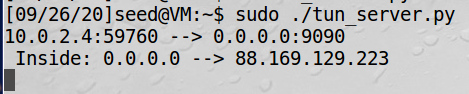 [09/26/20]seed@VM:~$ sudo ./tun_server.py
10.0.2.4:59760 --> 0.0.0.0:9090
 Inside: 0.0.0.0 --> 88.169.129.223